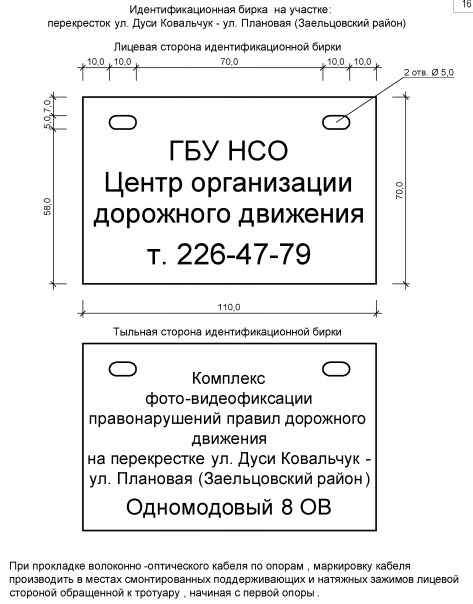 16
Идентификационная бирка на участке:
перекресток ул. Дуси Ковальчук - ул. Плановая (Заельцовский район)
Лицевая сторона идентификационной бирки
10,0 10,0 70,0 10,0 10,0
2 отв. Ø 5,0
5,0 7,0
58,0
70,0
ГБУ НСО
Центр организации
дорожного движения
т. 226-47-79
110,0
Тыльная сторона идентификационной бирки
Комплекс
фото-видеофиксации
правонарушений правил дорожного
движения
на перекрестке ул. Дуси Ковальчук -
ул. Плановая (Заельцовский район)
Одномодовый 8 ОВ
При прокладке волоконно -оптического кабеля по опорам , маркировку кабеля
производить в местах смонтированных поддерживающих и натяжных зажимов лицевой
стороной обращенной к тротуару , начиная с первой опоры .